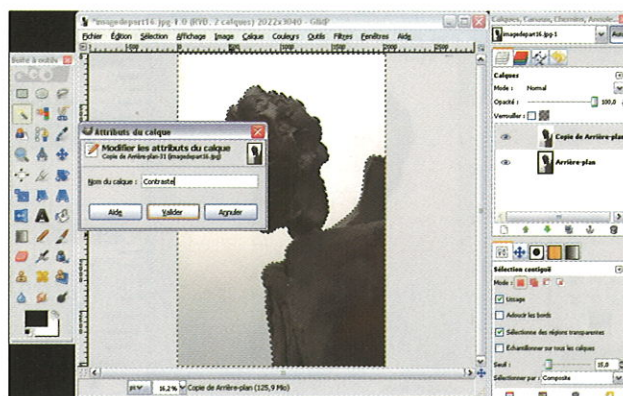 *imagedepart16.jpg-1.0 (RVB, 2 calques) 2022x3040 – GIMP
Fichier Édition Sélection Affichage Image Calque Couleurs Outils Filtres Fenêtres Aide
Boîte à outils
Attributs du calque
Modifier les attributs du calque
Copie de Arrière-plan-31 (imagedepart16.jpg)
Nom du calque : Contraste
Aide Valider Annuler
px 16,2% Copie de Arrière-plan (125,9 Mio)
Calques, Canaux, Chemins, Annule...
imagedepart16.jpg-1
Auto
Calques
Mode : Normal
Opacité : 100,0
Verrouiller :
Copie de Arrière-plan
Arrière-plan
Sélection contiguë
Mode :
Lissage
Adoucir les bords
Sélectionne des régions transparentes
Échantillonner sur tous les calques
Seuil : 15,0
Sélectionner par : Composite